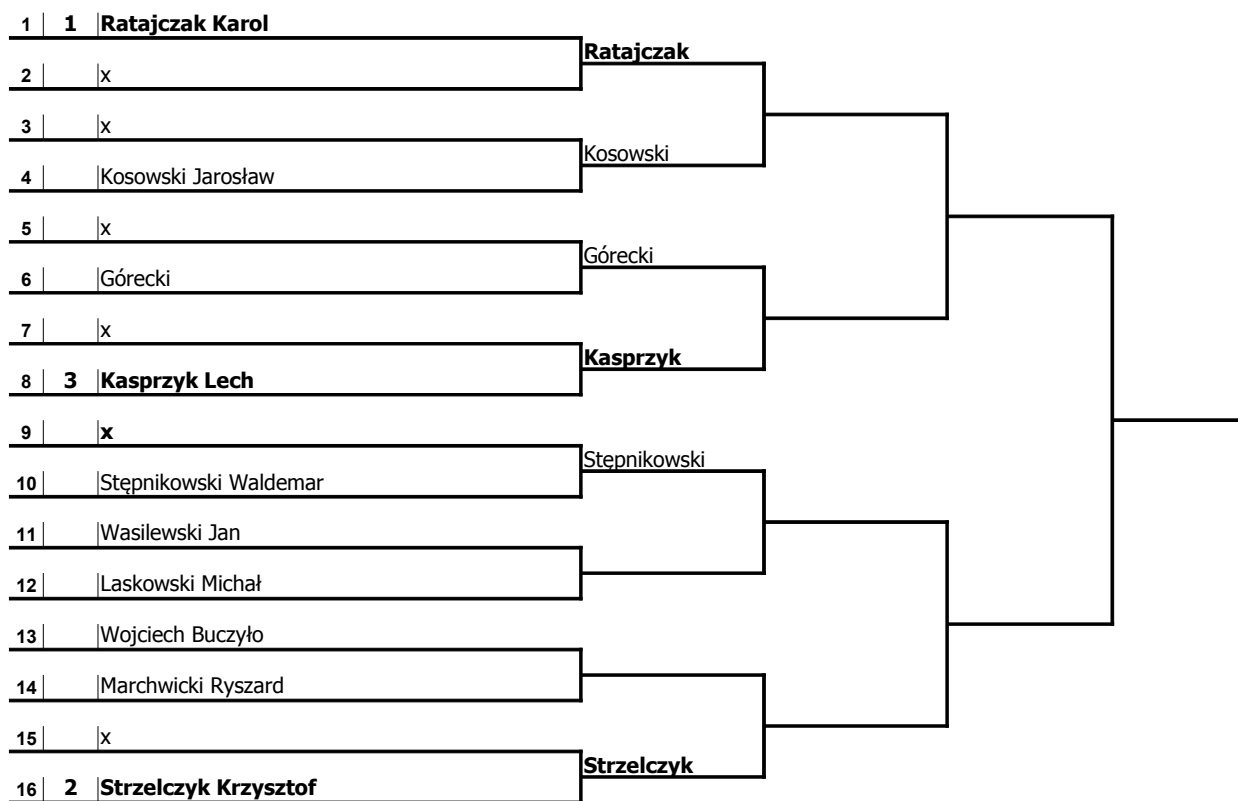 1 1 Ratajczak Karol
Ratajczak
2 x
3 x
Kosowski
4 Kosowski Jarosław
5 x
Górecki
6 Górecki
7 x
Kasprzyk
8 3 Kasprzyk Lech
9 x
Stępnikowski
10 Stępnikowski Waldemar
11 Wasilewski Jan
12 Laskowski Michał
13 Wojciech Buczyło
14 Marchwicki Ryszard
15 x
Strzelczyk
16 2 Strzelczyk Krzysztof